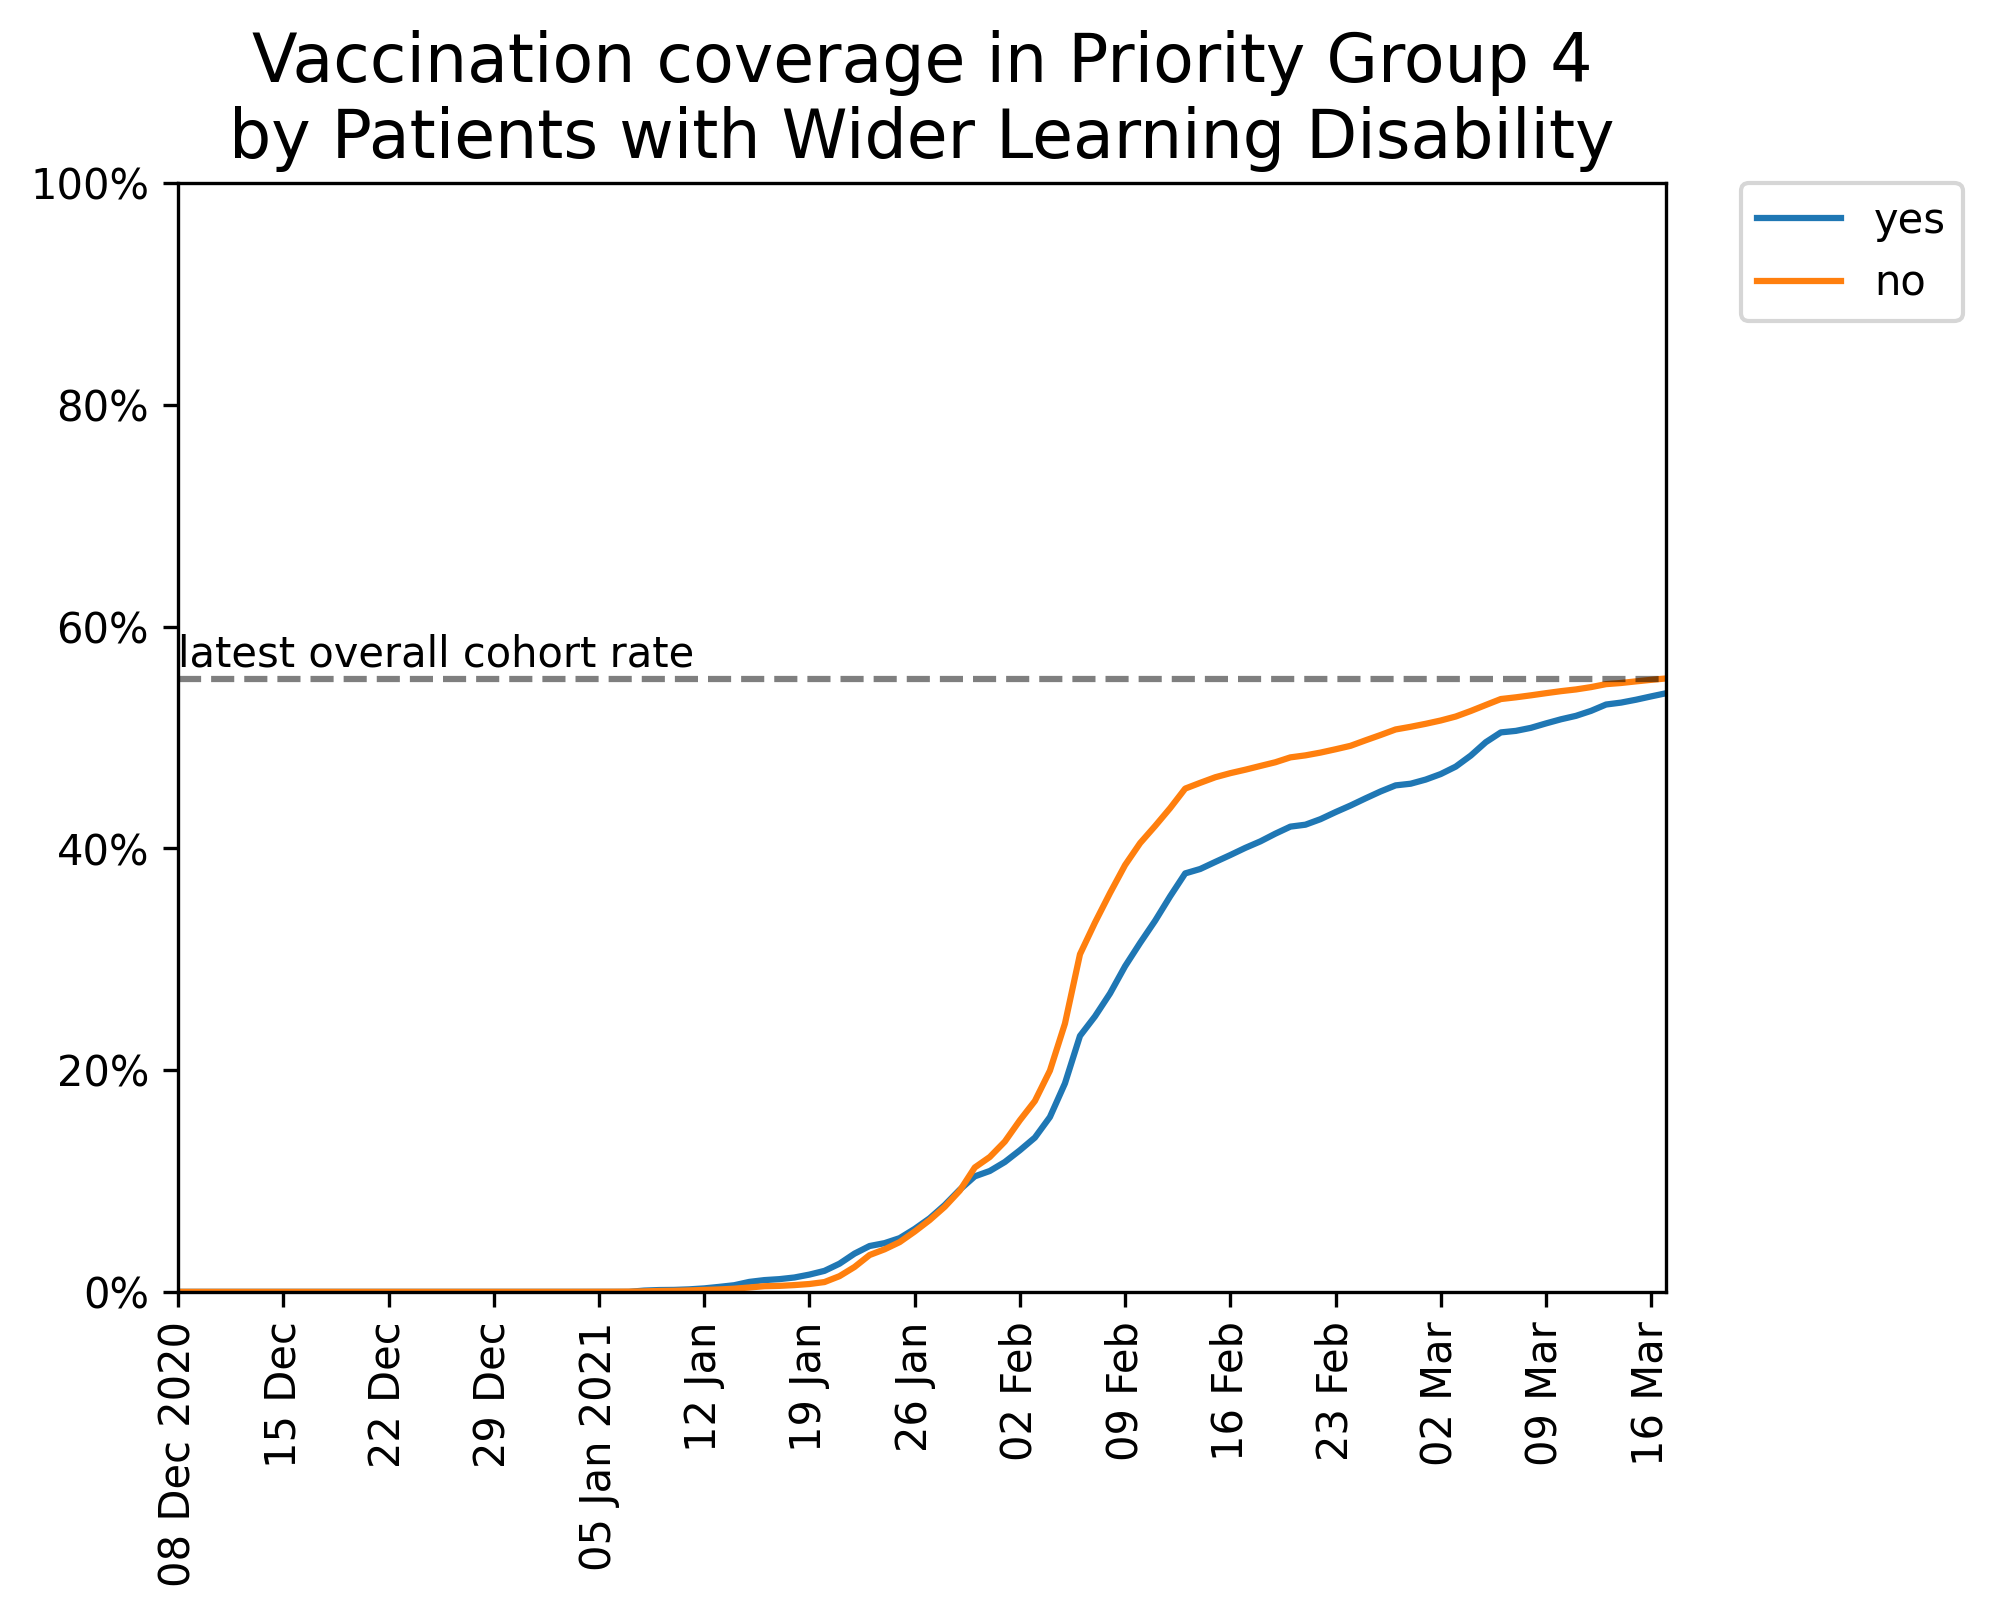 Vaccination coverage in Priority Group 4
by Patients with Wider Learning Disability
100%
80%
60%
40%
20%
0%
latest overall cohort rate
yes
no
08 Dec 2020
15 Dec
22 Dec
29 Dec
05 Jan 2021
12 Jan
19 Jan
26 Jan
02 Feb
09 Feb
16 Feb
23 Feb
02 Mar
09 Mar
16 Mar